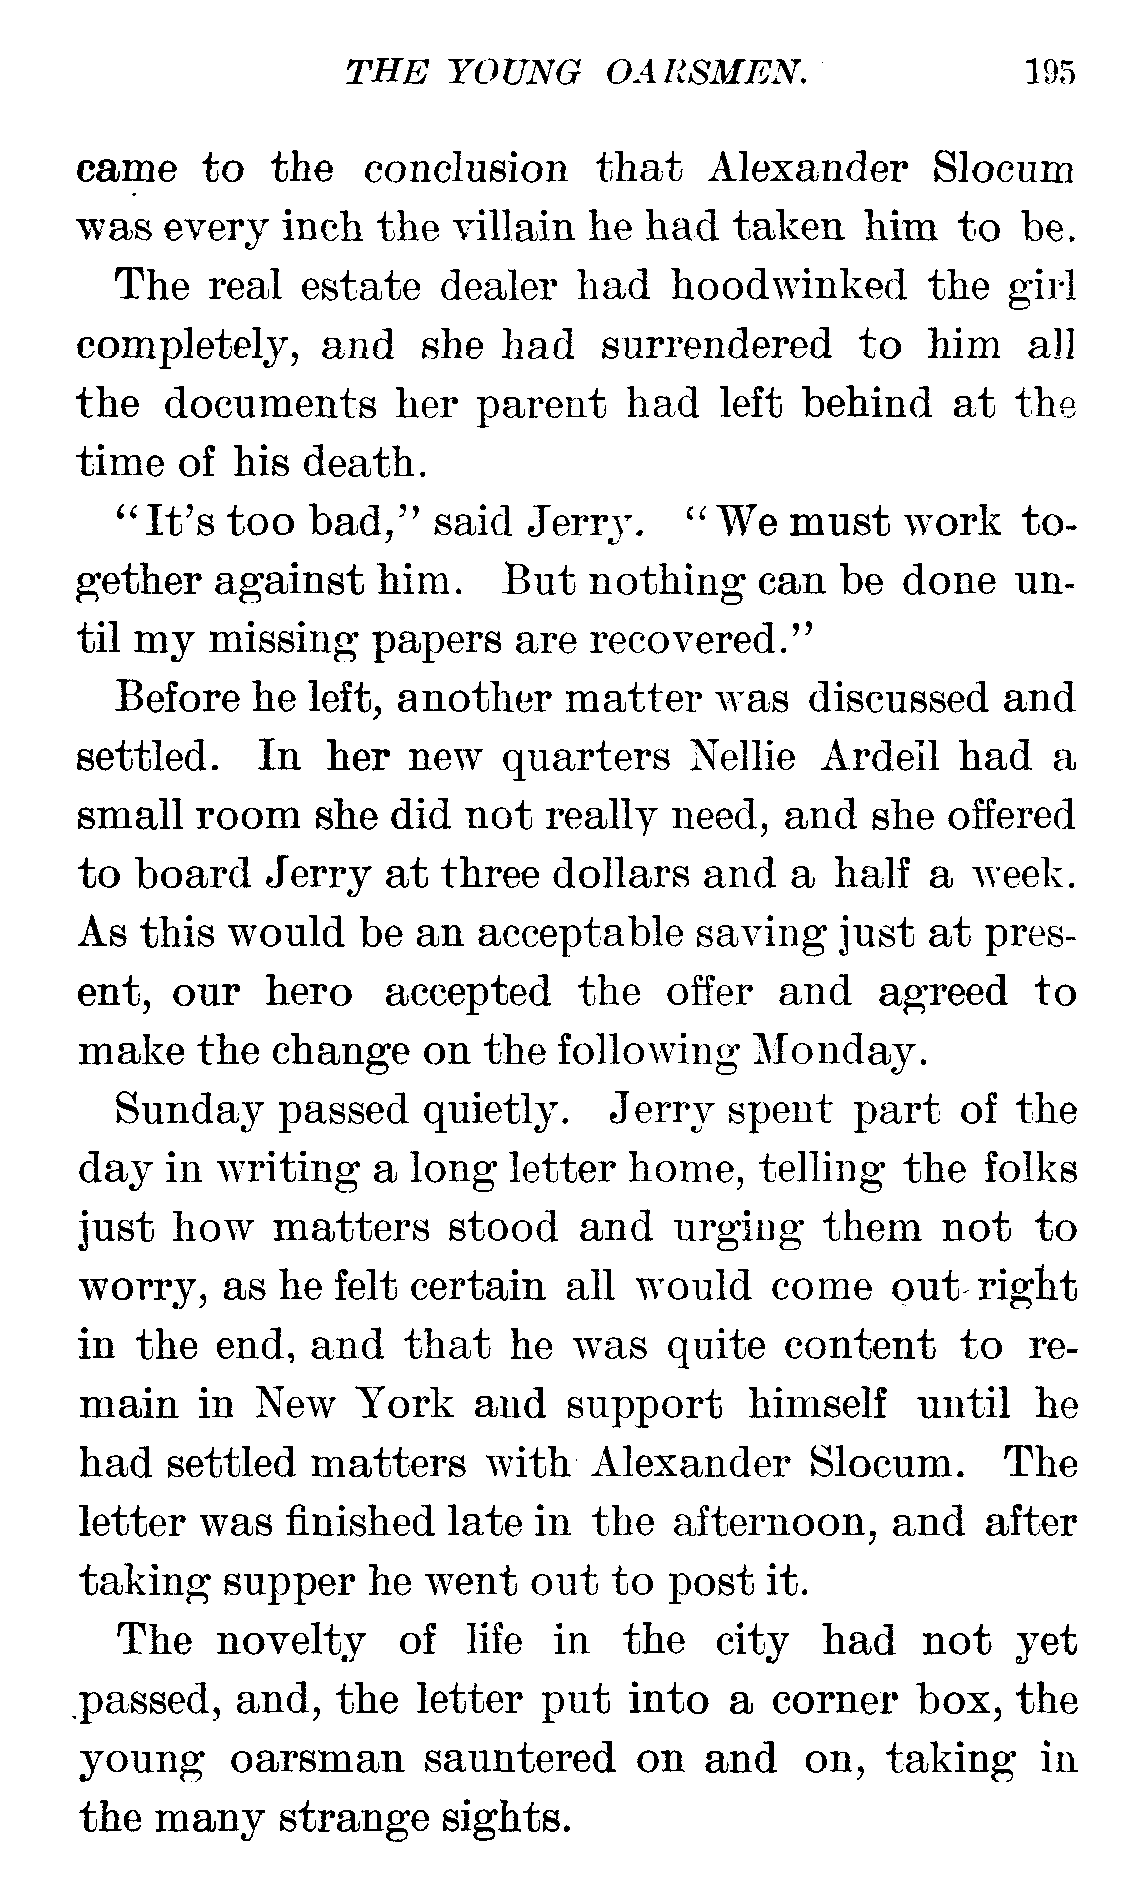 THE YOUNG OARSMEN. 195
came to the conclusion that Alexander Slocum
was every inch the villain he had taken him to be.
The real estate dealer had hoodwinked the girl
completely, and she had surrendered to him all
the documents her parent had left behind at the
time of his death.
“It’s too bad,” said Jerry. “We must work to-
gether against him. But nothing can be done un-
til my missing papers are recovered.”
Before he left, another matter was discussed and
settled. In her new quarters Nellie Ardell had a
small room she did not really need, and she offered
to board Jerry at three dollars and a half a week.
As this would be an acceptable saving just at pres-
ent, our hero accepted the offer and agreed to
make the change on the following Monday.
Sunday passed quietly. Jerry spent part of the
day in writing a long letter home, telling the folks
just how matters stood and urging them not to
worry, as he felt certain all would come out right
in the end, and that he was quite content to re-
main in New York and support himself until he
had settled matters with Alexander Slocum. The
letter was finished late in the afternoon, and after
taking supper he went out to post it.
The novelty of life in the city had not yet
passed, and, the letter put into a corner box, the
young oarsman sauntered on and on, taking in
the many strange sights.